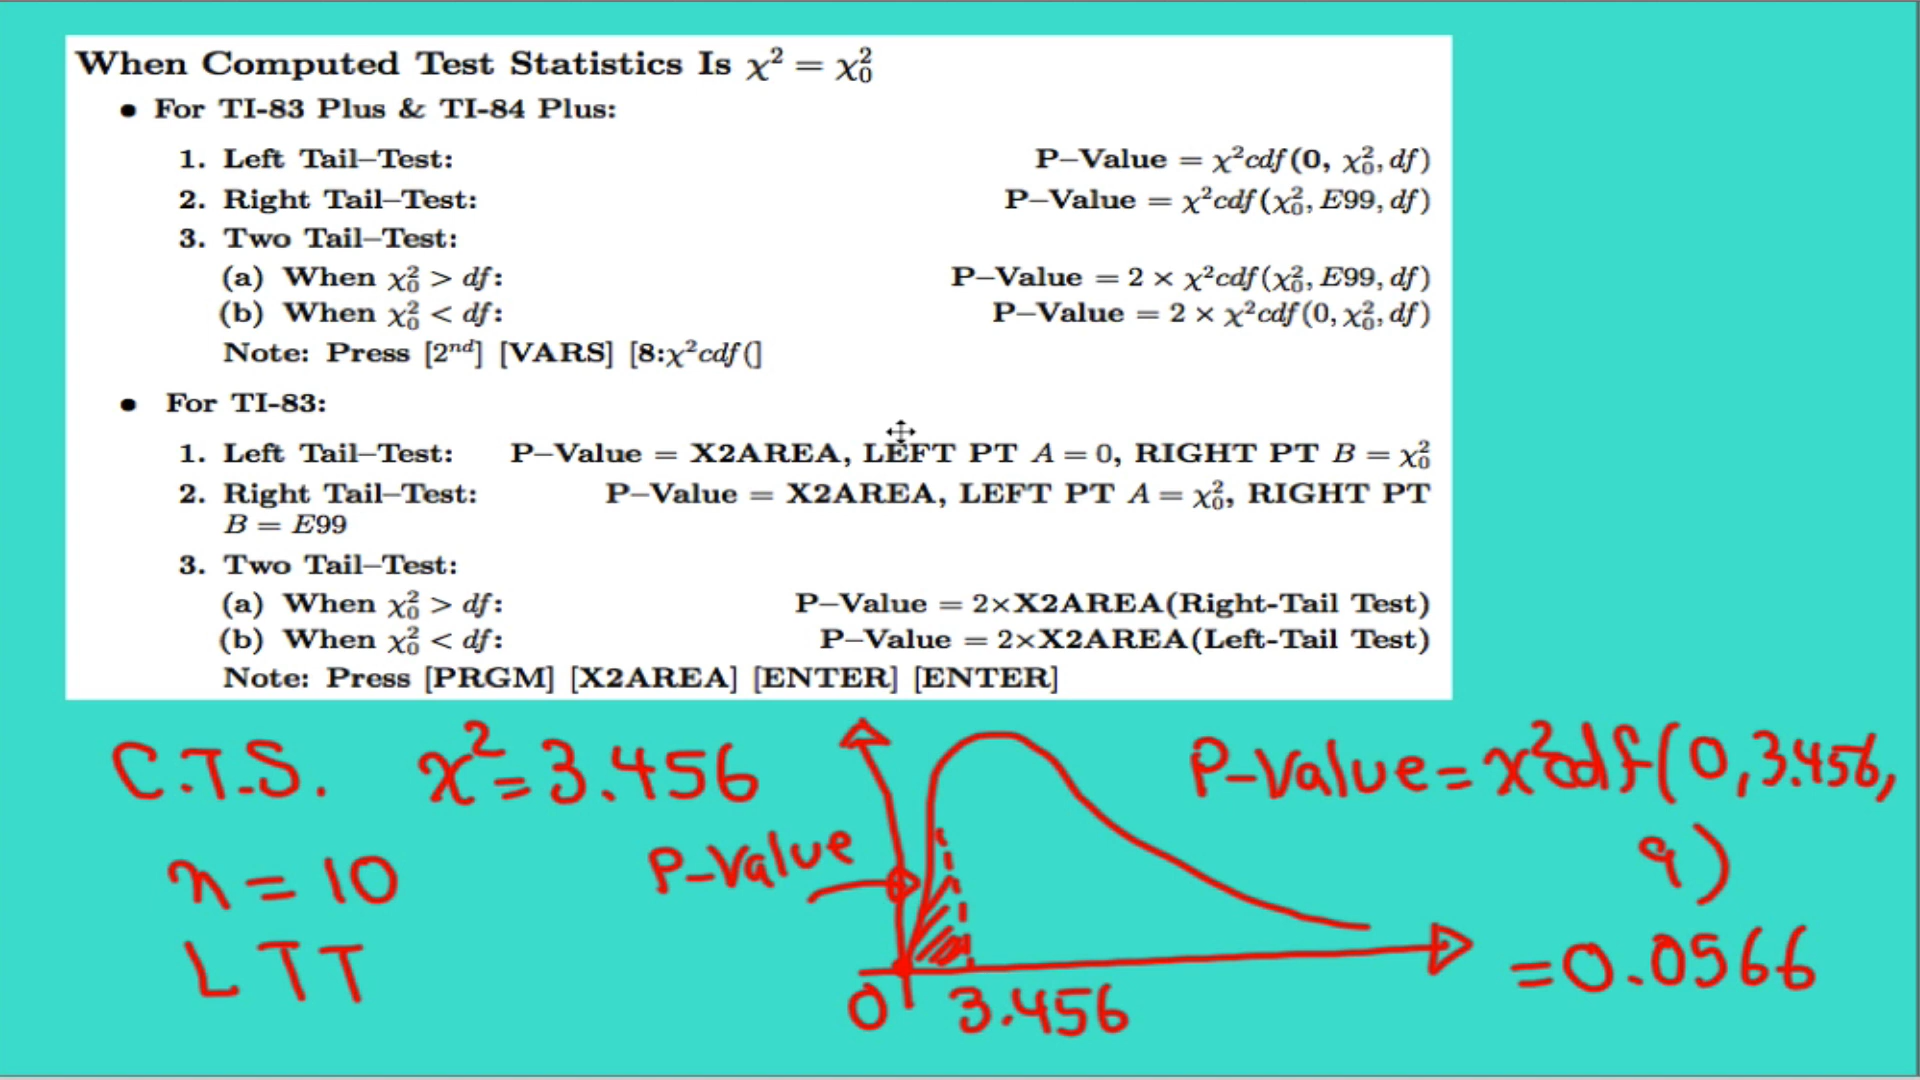 When Computed Test Statistics Is χ² = χ₀²
• For TI-83 Plus & TI-84 Plus:
1. Left Tail–Test: P–Value = χ²cdf(0, χ₀², df)
2. Right Tail–Test: P–Value = χ²cdf(χ₀², E99, df)
3. Two Tail–Test:
(a) When χ₀² > df: P–Value = 2 × χ²cdf(χ₀², E99, df)
(b) When χ₀² < df: P–Value = 2 × χ²cdf(0, χ₀², df)
Note: Press [2ⁿᵈ] [VARS] [8:χ²cdf(]
• For TI-83:
1. Left Tail–Test: P–Value = X2AREA, LEFT PT A = 0, RIGHT PT B = χ₀²
2. Right Tail–Test: P–Value = X2AREA, LEFT PT A = χ₀², RIGHT PT
B = E99
3. Two Tail–Test:
(a) When χ₀² > df: P–Value = 2×X2AREA(Right-Tail Test)
(b) When χ₀² < df: P–Value = 2×X2AREA(Left-Tail Test)
Note: Press [PRGM] [X2AREA] [ENTER] [ENTER]
C.T.S. χ²=3.456
n = 10
LTT
P-Value
0 3.456
P-Value = χ²cdf(0,3.456,
9)
=0.0566